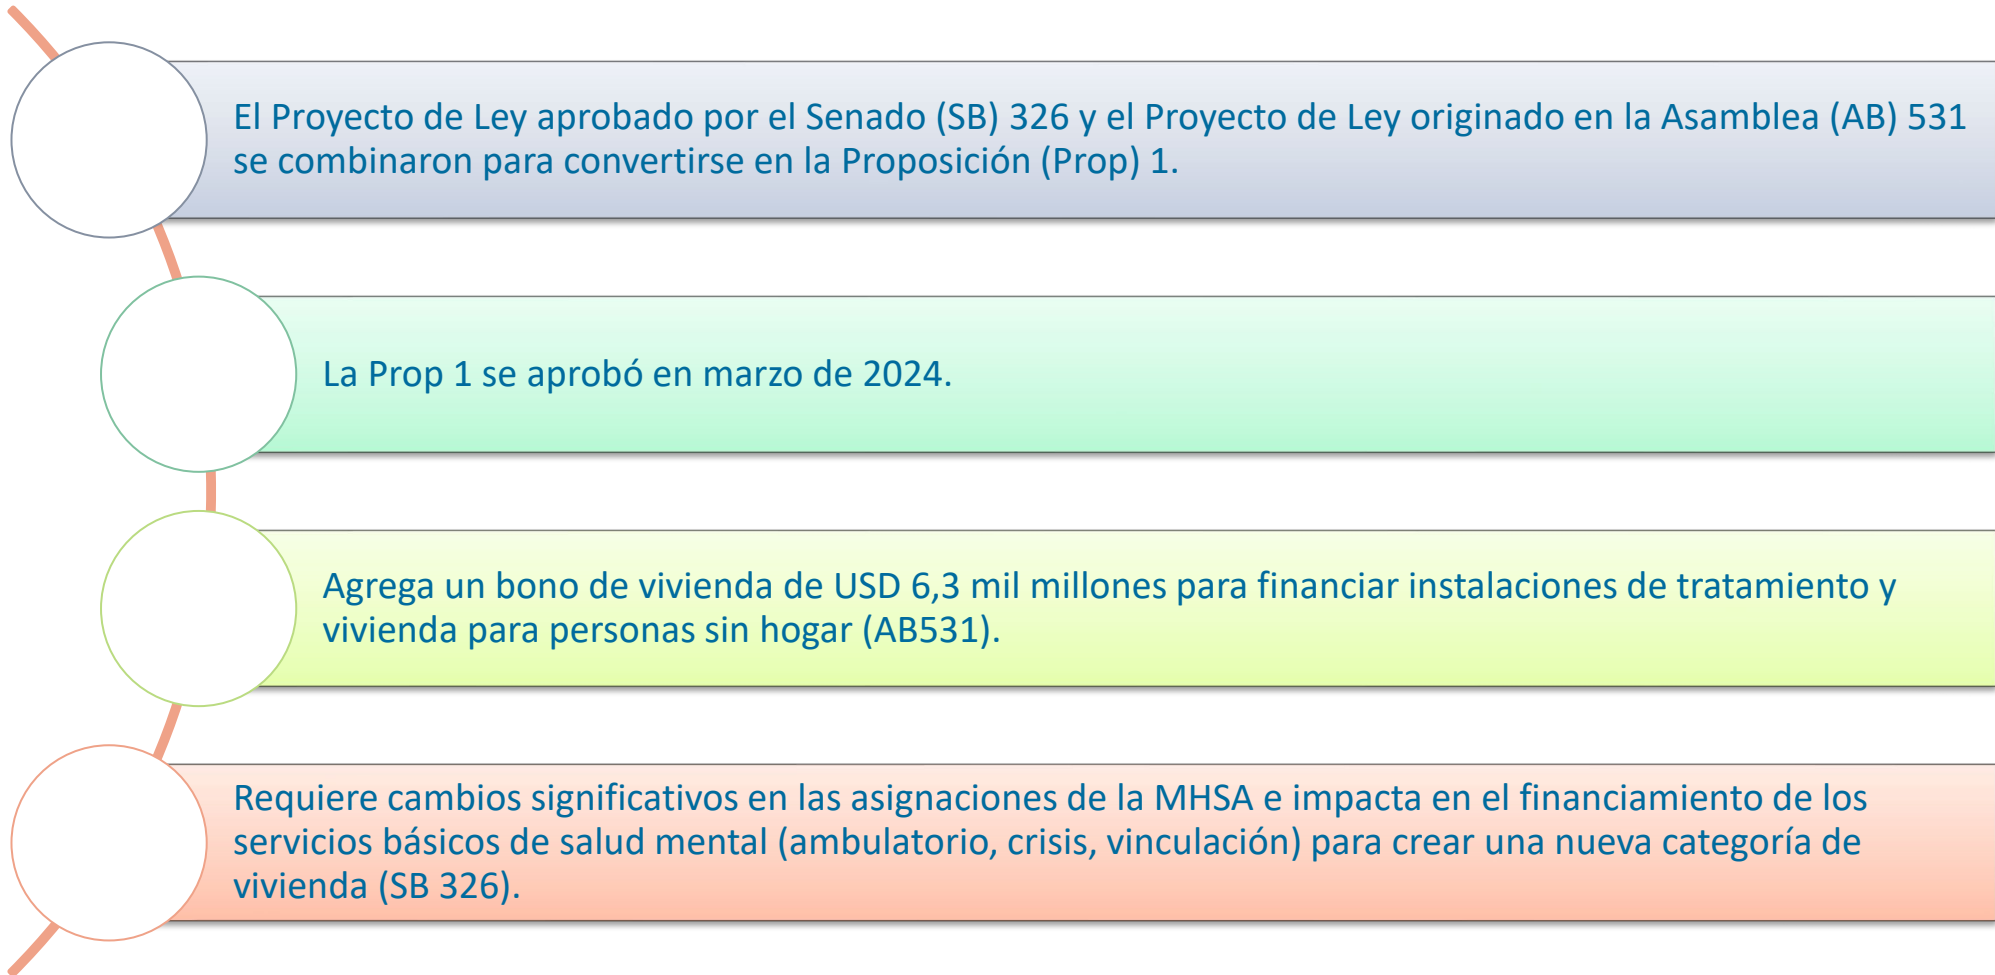 El Proyecto de Ley aprobado por el Senado (SB) 326 y el Proyecto de Ley originado en la Asamblea (AB) 531
se combinaron para convertirse en la Proposición (Prop) 1.
La Prop 1 se aprobó en marzo de 2024.
Agrega un bono de vivienda de USD 6,3 mil millones para financiar instalaciones de tratamiento y
vivienda para personas sin hogar (AB531).
Requiere cambios significativos en las asignaciones de la MHSA e impacta en el financiamiento de los
servicios básicos de salud mental (ambulatorio, crisis, vinculación) para crear una nueva categoría de
vivienda (SB 326).